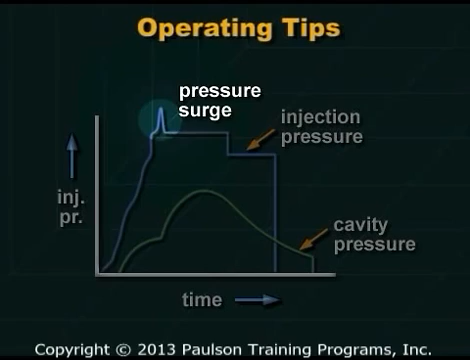 Operating Tips
pressure
surge
injection
pressure
inj.
pr.
cavity
pressure
time
Copyright © 2013 Paulson Training Programs, Inc.